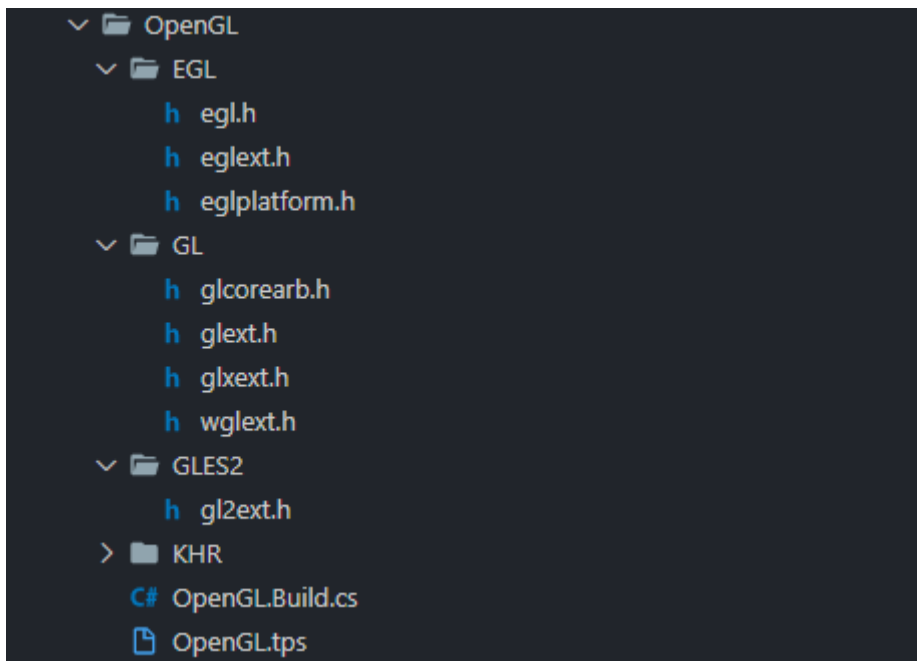 OpenGL
EGL
h egl.h
h eglext.h
h eglplatform.h
GL
h glcorearb.h
h glext.h
h glxext.h
h wglext.h
GLES2
h gl2ext.h
KHR
C# OpenGL.Build.cs
OpenGL.tps